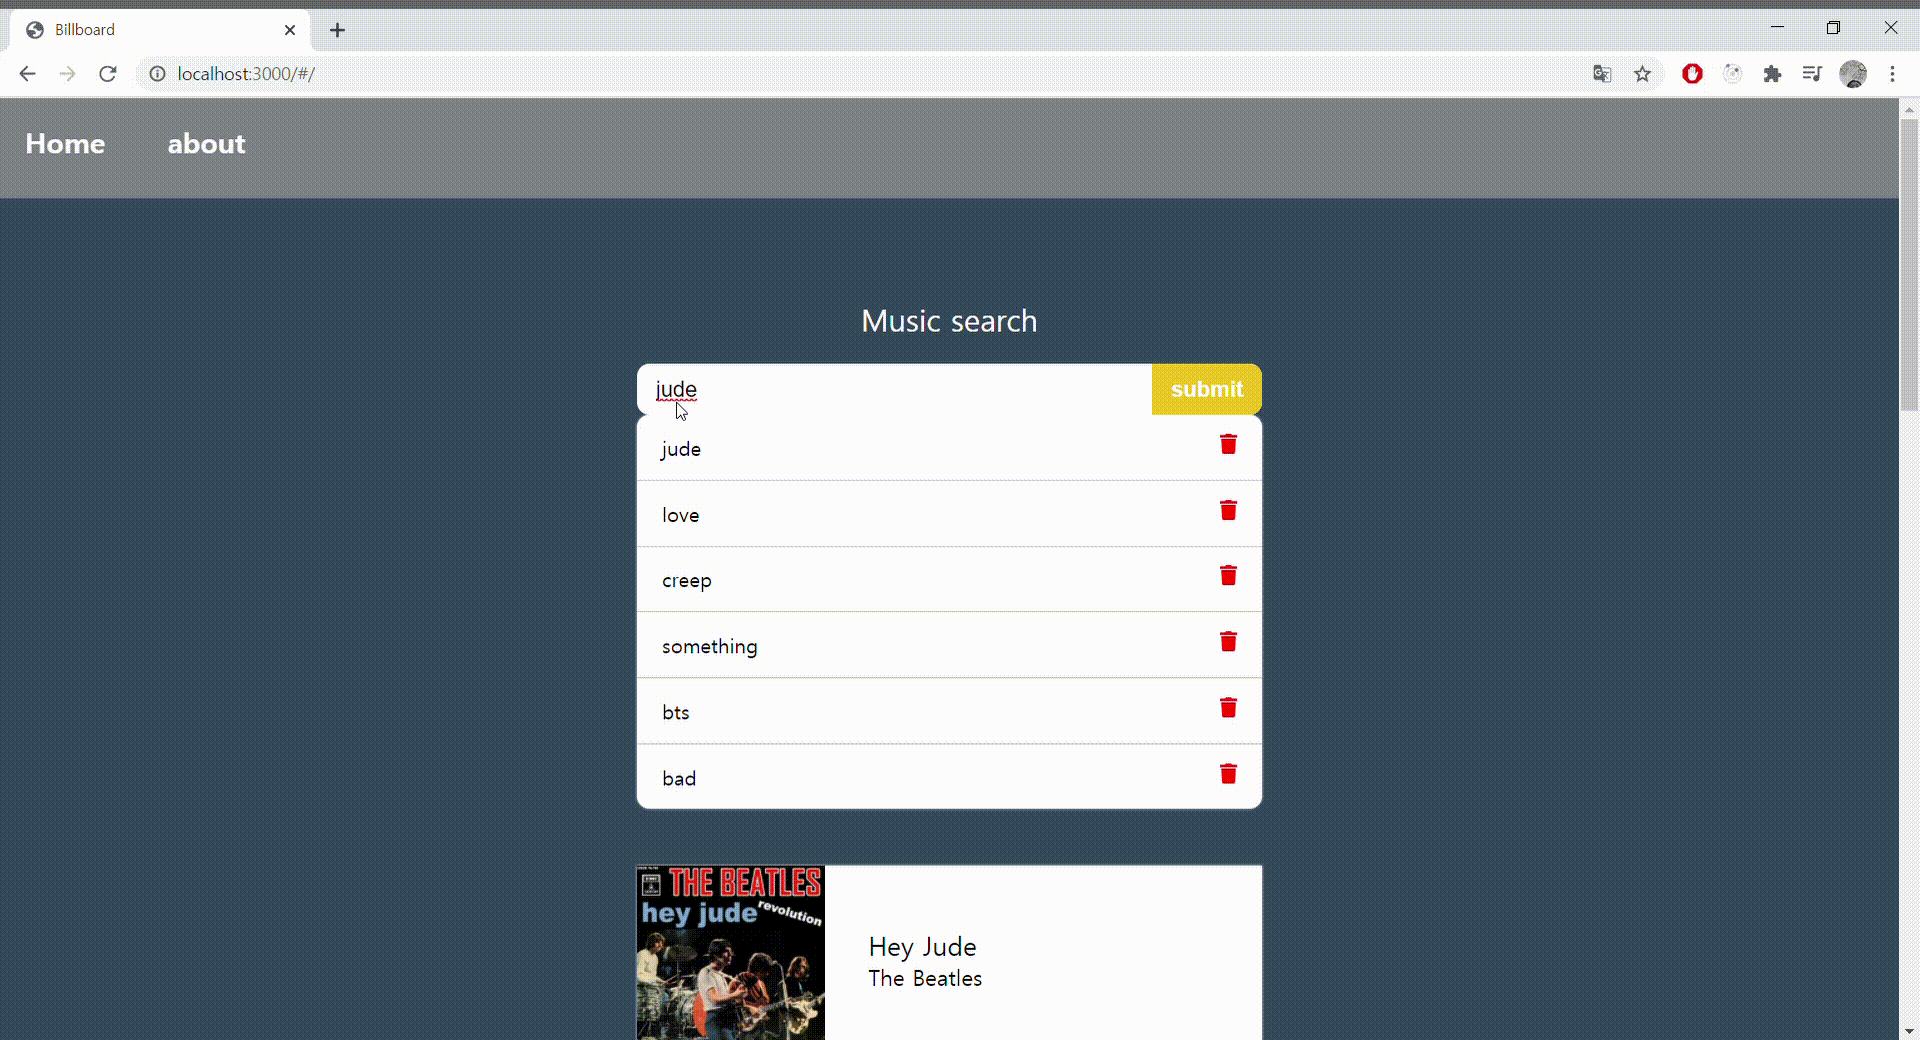 Billboard
localhost:3000/#/
Home about
Music search
jude submit
jude
love
creep
something
bts
bad
THE BEATLES
hey jude revolution
Hey Jude
The Beatles